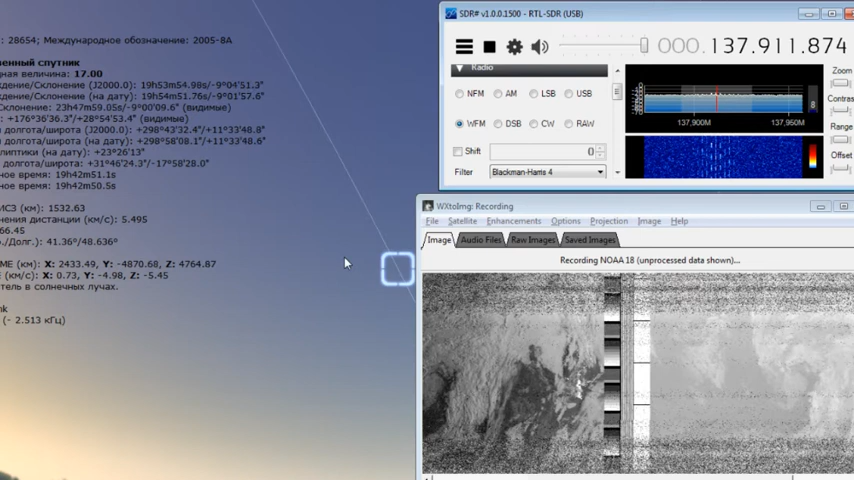 SDR# v1.0.0.1500 - RTL-SDR (USB)
000.137.911.874
Radio
Zoom
NFM AM LSB USB
Contras
8
WFM DSB CW RAW
137,900M 137,950M
Range
Shift 0
Offset
Filter Blackman-Harris 4
: 28654; Международное обозначение: 2005-8A
венный спутник
ная величина: 17.00
ждение/Склонение (J2000.0): 19h53m54.98s/-9°04'51.3"
ждение/Склонение (на дату): 19h54m51.76s/-9°01'57.6"
Склонение: 23h47m59.05s/-9°00'09.6" (видимые)
: +176°36'36.3"/+28°54'53.4" (видимые)
долгота/широта (J2000.0): +298°43'32.4"/+11°33'48.8"
долгота/широта (на дату): +298°58'08.1"/+11°33'48.6"
липтики (на дату): +23°26'13"
долгота/широта: +31°46'24.3"/-17°58'28.0"
ное время: 19h42m51.1s
ное время: 19h42m50.5s
ИСЗ (км): 1532.63
нения дистанции (км/с): 5.495
66.45
./Долг.): 41.36°/48.636°
ME (км): X: 2433.49, Y: -4870.68, Z: 4764.87
E (км/с): X: 0.73, Y: -4.98, Z: -5.45
тель в солнечных лучах.
nk
(- 2.513 кГц)
WXtoImg: Recording
File Satellite Enhancements Options Projection Image Help
Image Audio Files Raw Images Saved Images
Recording NOAA 18 (unprocessed data shown)...